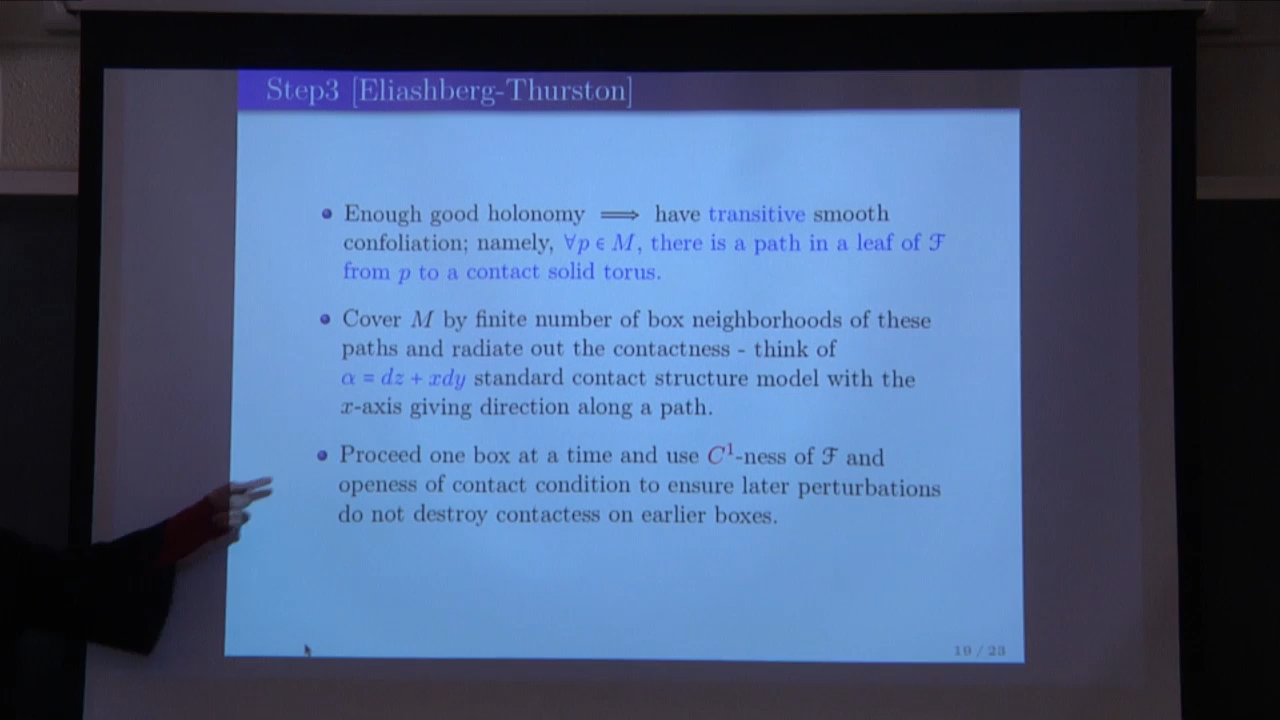 Step3 [Eliashberg-Thurston]
• Enough good holonomy ⟹ have transitive smooth
confoliation; namely, ∀p ∈ M, there is a path in a leaf of ℱ
from p to a contact solid torus.
• Cover M by finite number of box neighborhoods of these
paths and radiate out the contactness - think of
α = dz + xdy standard contact structure model with the
x-axis giving direction along a path.
• Proceed one box at a time and use C¹-ness of ℱ and
openess of contact condition to ensure later perturbations
do not destroy contactess on earlier boxes.
19 / 23